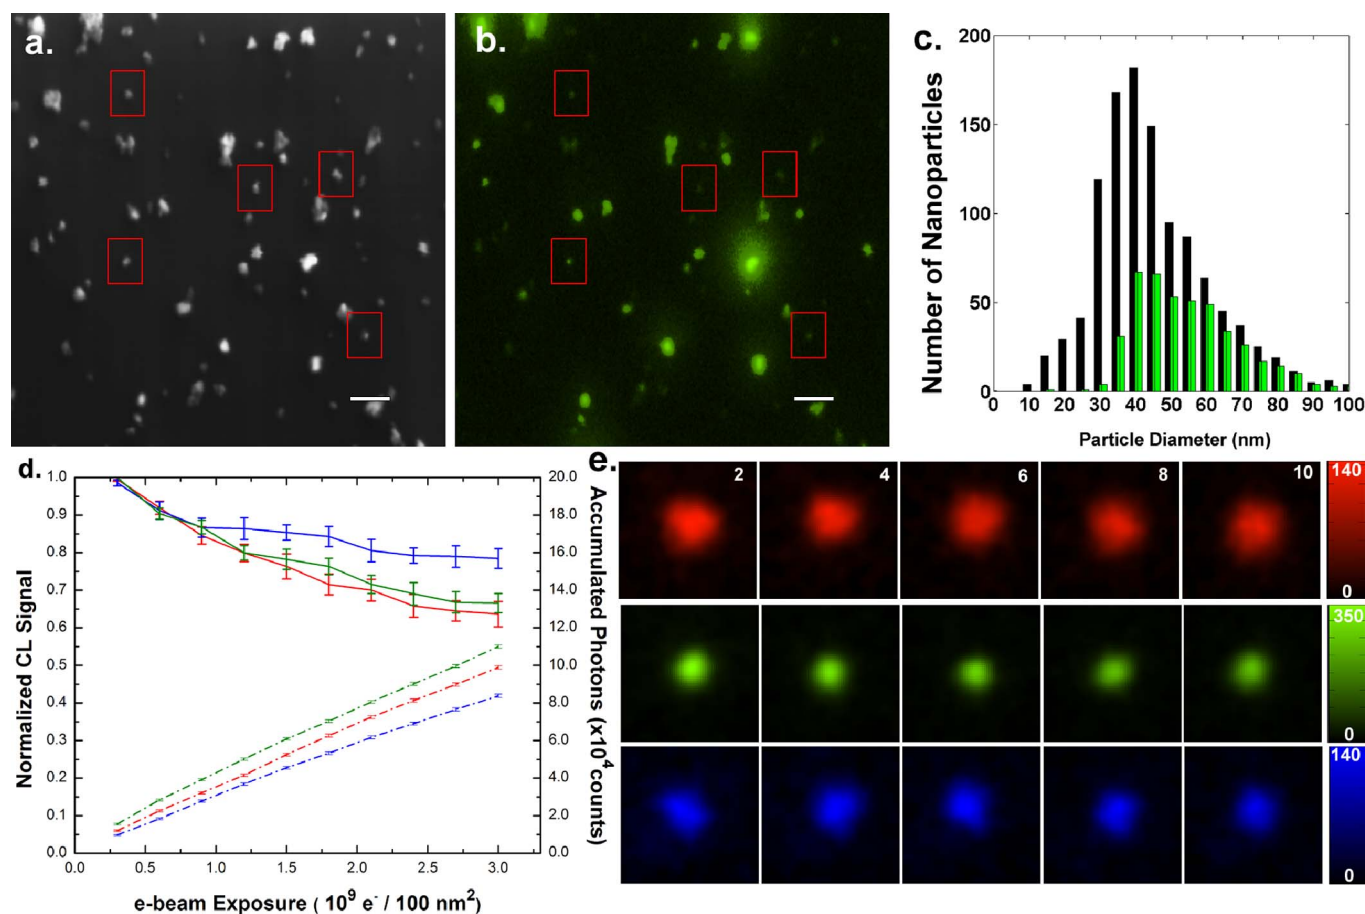 a.
b.
c.
200
150
100
50
0
Number of Nanoparticles
0 10 20 30 40 50 60 70 80 90 100
Particle Diameter (nm)
d.
1.0
0.9
0.8
0.7
0.6
0.5
0.4
0.3
0.2
0.1
0.0
Normalized CL Signal
20.0
18.0
16.0
14.0
12.0
10.0
8.0
6.0
4.0
2.0
0.0
Accumulated Photons (x10⁴ counts)
0.0 0.5 1.0 1.5 2.0 2.5 3.0
e-beam Exposure ( 10⁹ e⁻ / 100 nm²)
e.
2 4 6 8 10
140
0
350
0
140
0